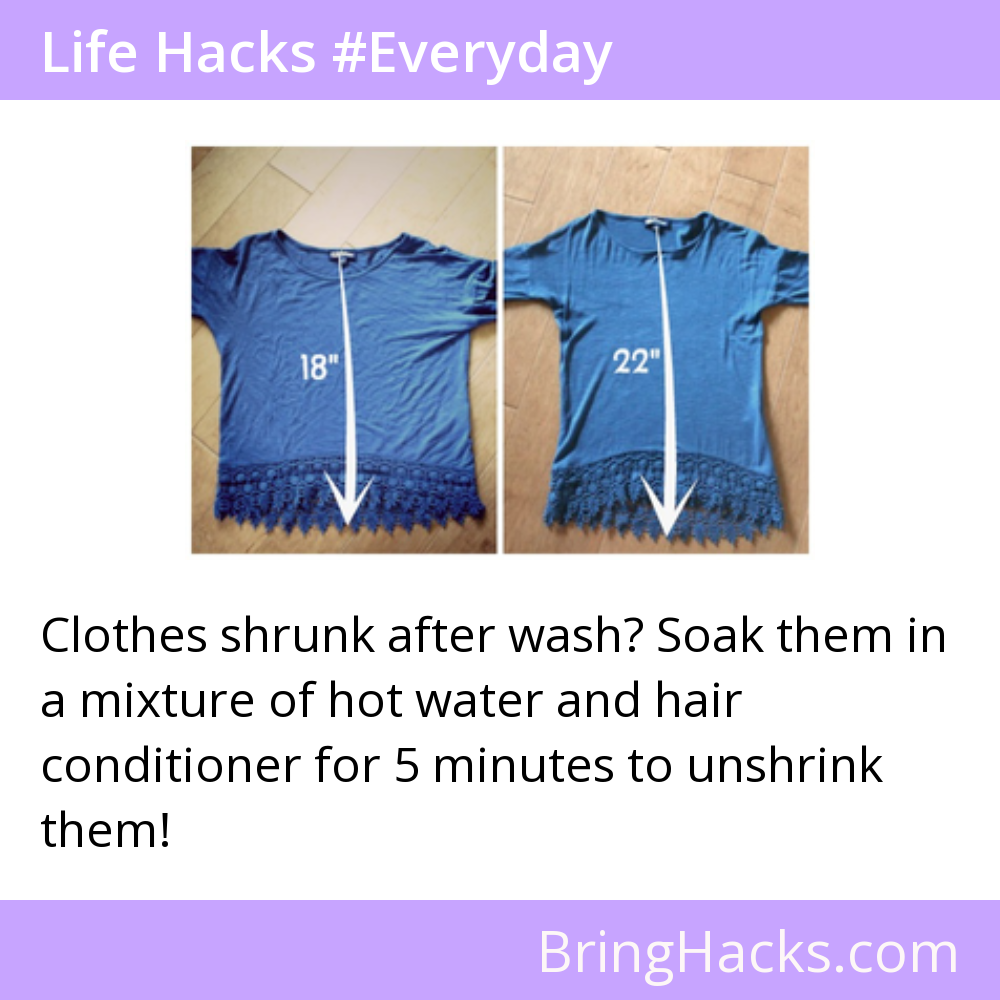 Life Hacks #Everyday
18" 22"
Clothes shrunk after wash? Soak them in
a mixture of hot water and hair
conditioner for 5 minutes to unshrink
them!
BringHacks.com